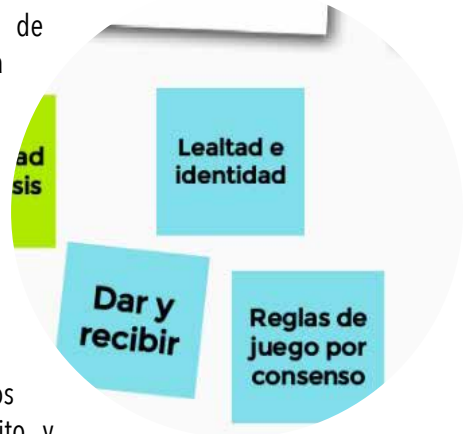 de
ad
sis
Lealtad e
identidad
Dar y
recibir
Reglas de
juego por
consenso
os
ito y